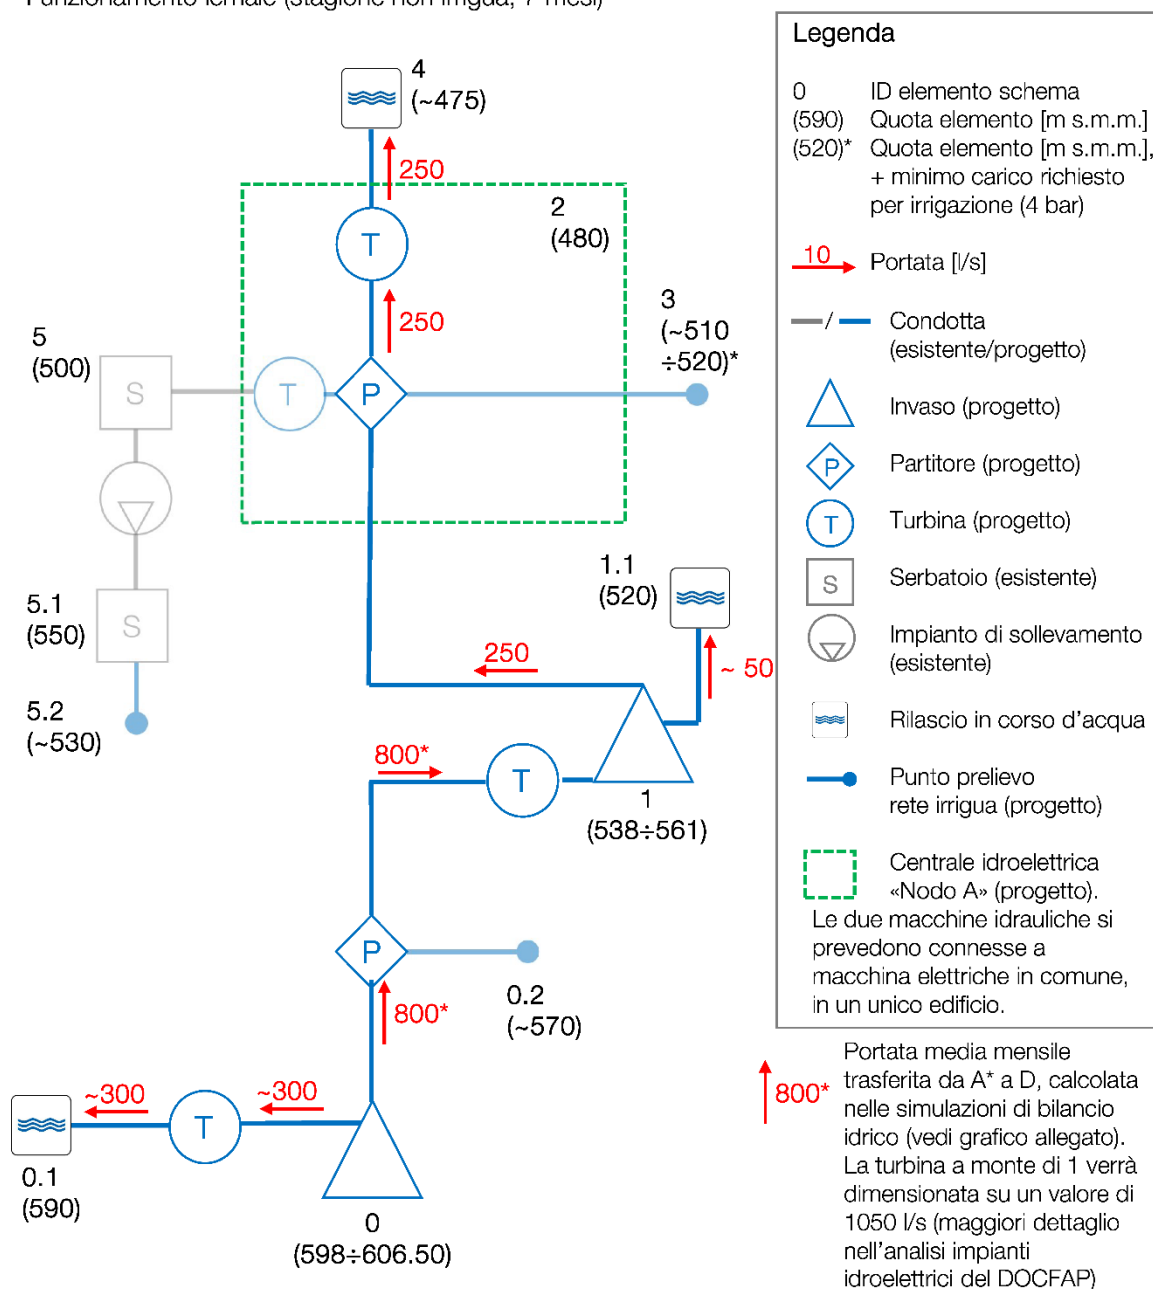 Funzionamento iemale (stagione non irrigua, 7 mesi)
4
(~475)
250
2
(480)
T
250
3
(~510
÷520)*
5
(500)
S
T
P
5.1
(550)
S
5.2
(~530)
1.1
(520)
~ 50
250
800*
T
1
(538÷561)
P
0.2
(~570)
800*
~300
~300
T
0.1
(590)
0
(598÷606.50)
Legenda
0 ID elemento schema
(590) Quota elemento [m s.m.m.]
(520)* Quota elemento [m s.m.m.],
+ minimo carico richiesto
per irrigazione (4 bar)
10 Portata [l/s]
/ Condotta
(esistente/progetto)
Invaso (progetto)
P Partitore (progetto)
T Turbina (progetto)
S Serbatoio (esistente)
Impianto di sollevamento
(esistente)
Rilascio in corso d'acqua
Punto prelievo
rete irrigua (progetto)
Centrale idroelettrica
«Nodo A» (progetto).
Le due macchine idrauliche si
prevedono connesse a
macchina elettriche in comune,
in un unico edificio.
800*
Portata media mensile
trasferita da A* a D, calcolata
nelle simulazioni di bilancio
idrico (vedi grafico allegato).
La turbina a monte di 1 verrà
dimensionata su un valore di
1050 l/s (maggiori dettaglio
nell'analisi impianti
idroelettrici del DOCFAP)